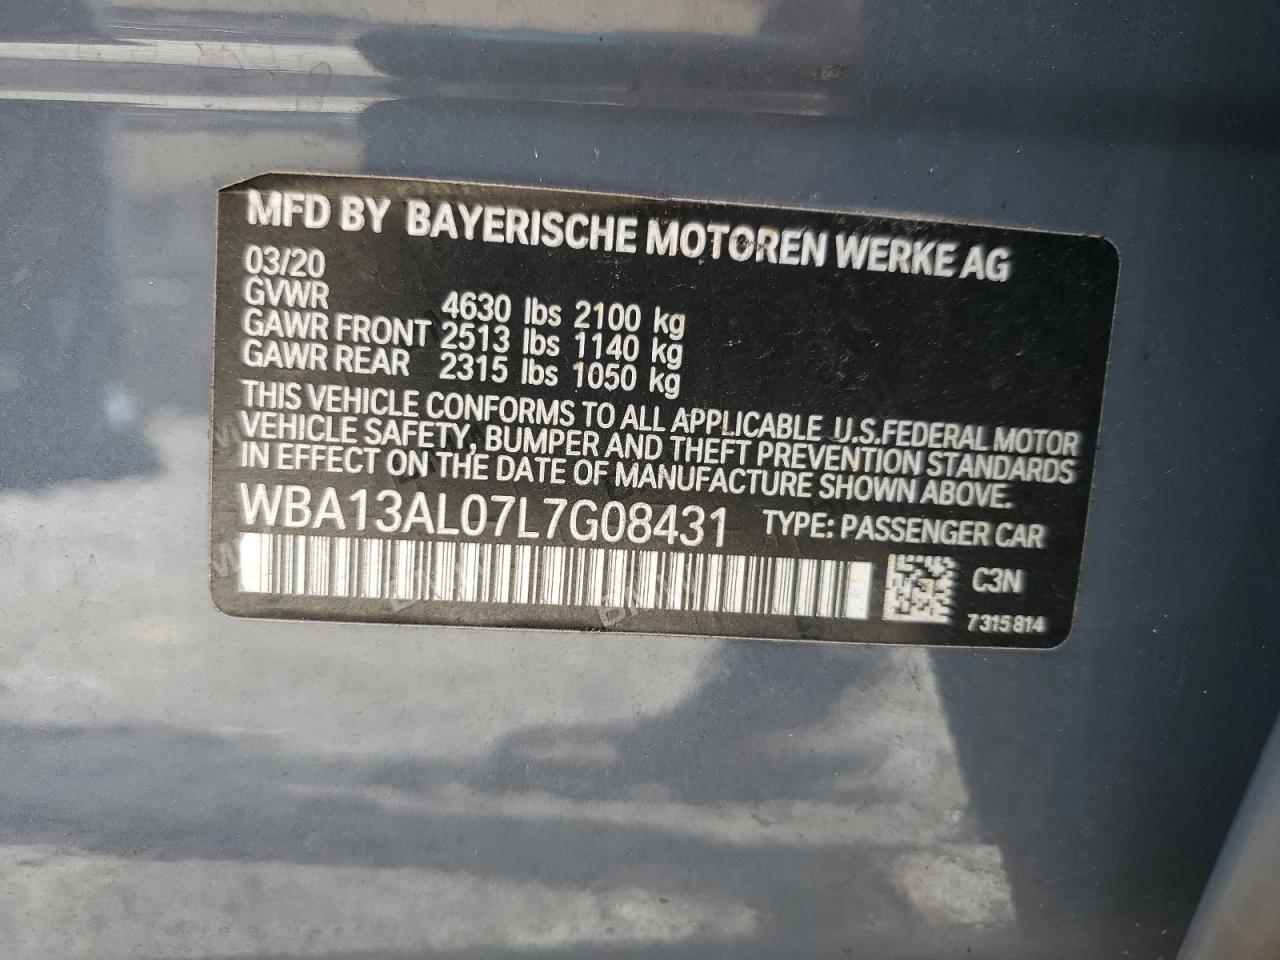 MFD BY BAYERISCHE MOTOREN WERKE AG
03/20
GVWR 4630 lbs 2100 kg
GAWR FRONT 2513 lbs 1140 kg
GAWR REAR 2315 lbs 1050 kg
THIS VEHICLE CONFORMS TO ALL APPLICABLE U.S.FEDERAL MOTOR
VEHICLE SAFETY, BUMPER AND THEFT PREVENTION STANDARDS
IN EFFECT ON THE DATE OF MANUFACTURE SHOWN ABOVE.
WBA13AL07L7G08431 TYPE: PASSENGER CAR
C3N
7315814